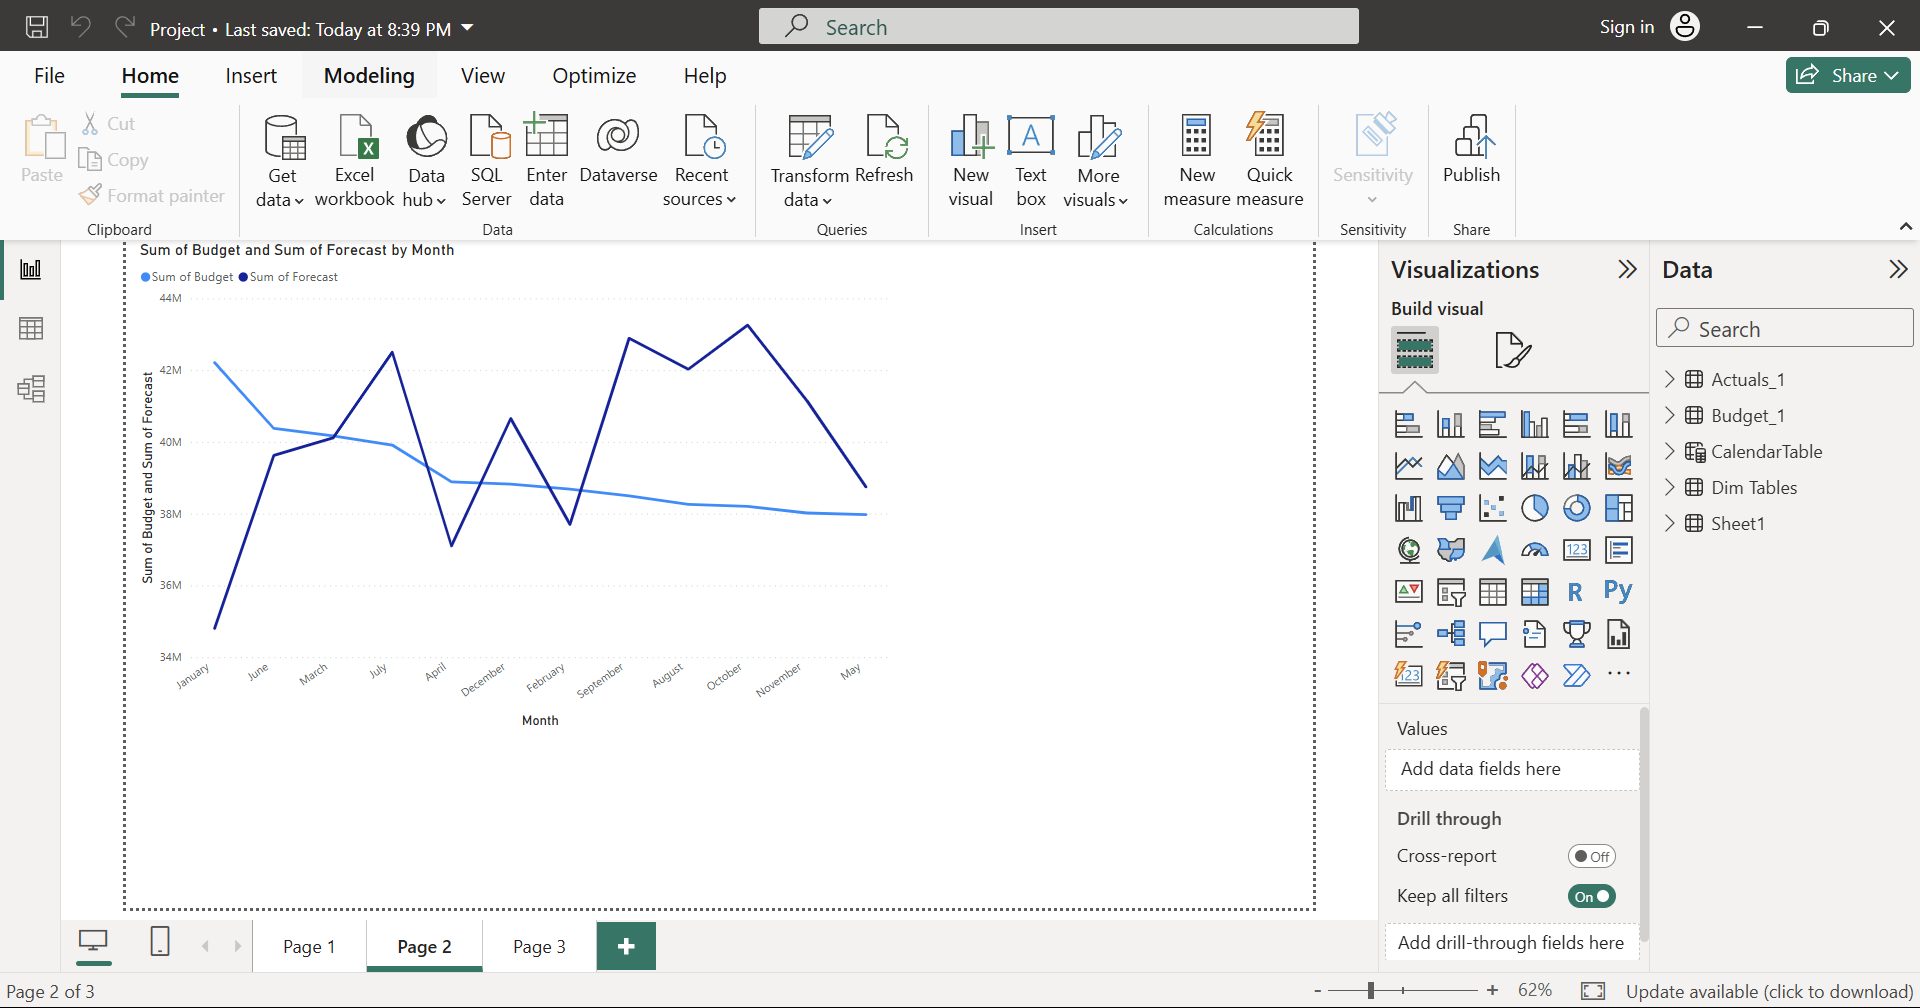 Project • Last saved: Today at 8:39 PM
Search
Sign in
File Home Insert Modeling View Optimize Help
Share
Paste
Cut
Copy
Format painter
Clipboard
Get data
Excel workbook
Data hub
SQL Server
Enter data
Dataverse
Recent sources
Data
Transform data
Refresh
Queries
New visual
Text box
A
More visuals
Insert
New measure
Quick measure
Calculations
Sensitivity
Sensitivity
Publish
Share
Sum of Budget and Sum of Forecast by Month
Sum of Budget Sum of Forecast
Sum of Budget and Sum of Forecast
44M
42M
40M
38M
36M
34M
January June March July April December February September August October November May
Month
Visualizations
Build visual
123
R
Py
123
Values
Add data fields here
Drill through
Cross-report Off
Keep all filters On
Add drill-through fields here
Data
Search
Actuals_1
Budget_1
CalendarTable
Dim Tables
Sheet1
Page 1 Page 2 Page 3 +
Page 2 of 3
- + 62%
Update available (click to download)